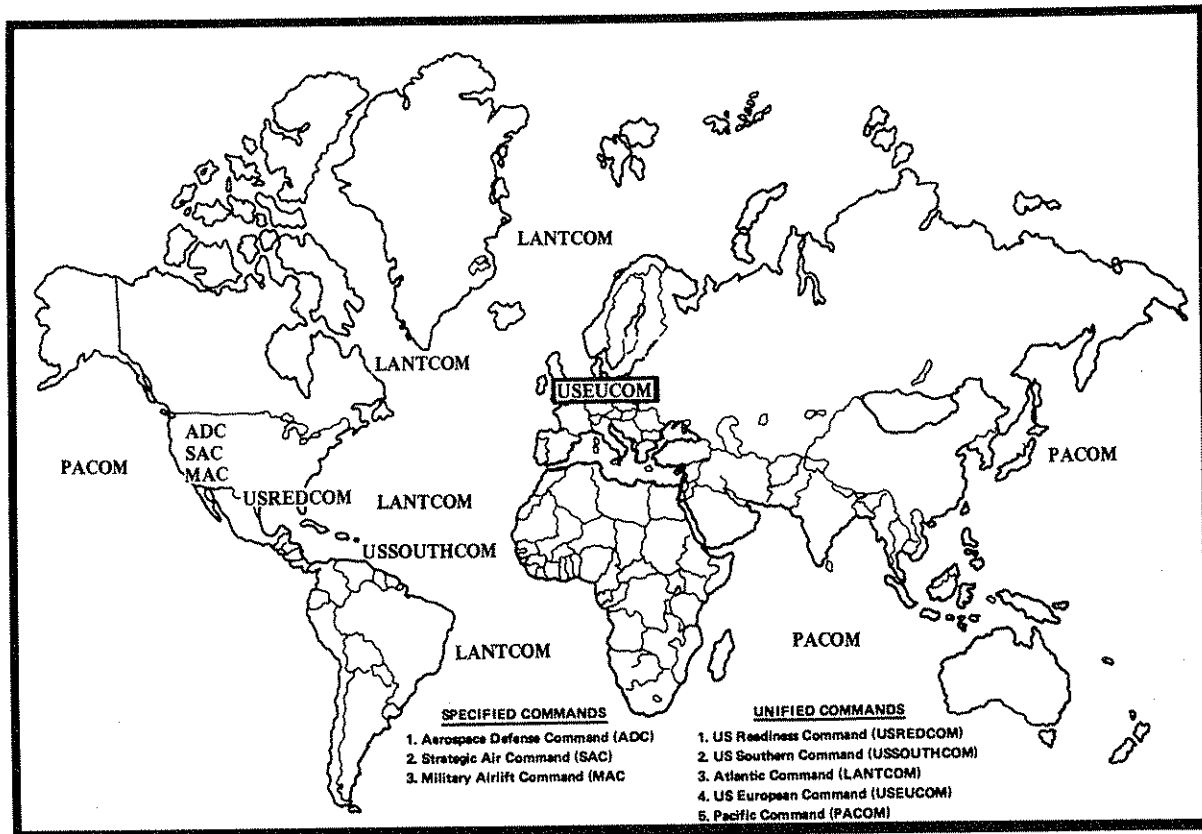 LANTCOM
LANTCOM
USEUCOM
ADC
SAC
MAC
PACOM
PACOM
USREDCOM
LANTCOM
USSOUTHCOM
LANTCOM
PACOM
SPECIFIED COMMANDS
1. Aerospace Defense Command (ADC)
2. Strategic Air Command (SAC)
3. Military Airlift Command (MAC
UNIFIED COMMANDS
1. US Readiness Command (USREDCOM)
2. US Southern Command (USSOUTHCOM)
3. Atlantic Command (LANTCOM)
4. US European Command (USEUCOM)
5. Pacific Command (PACOM)